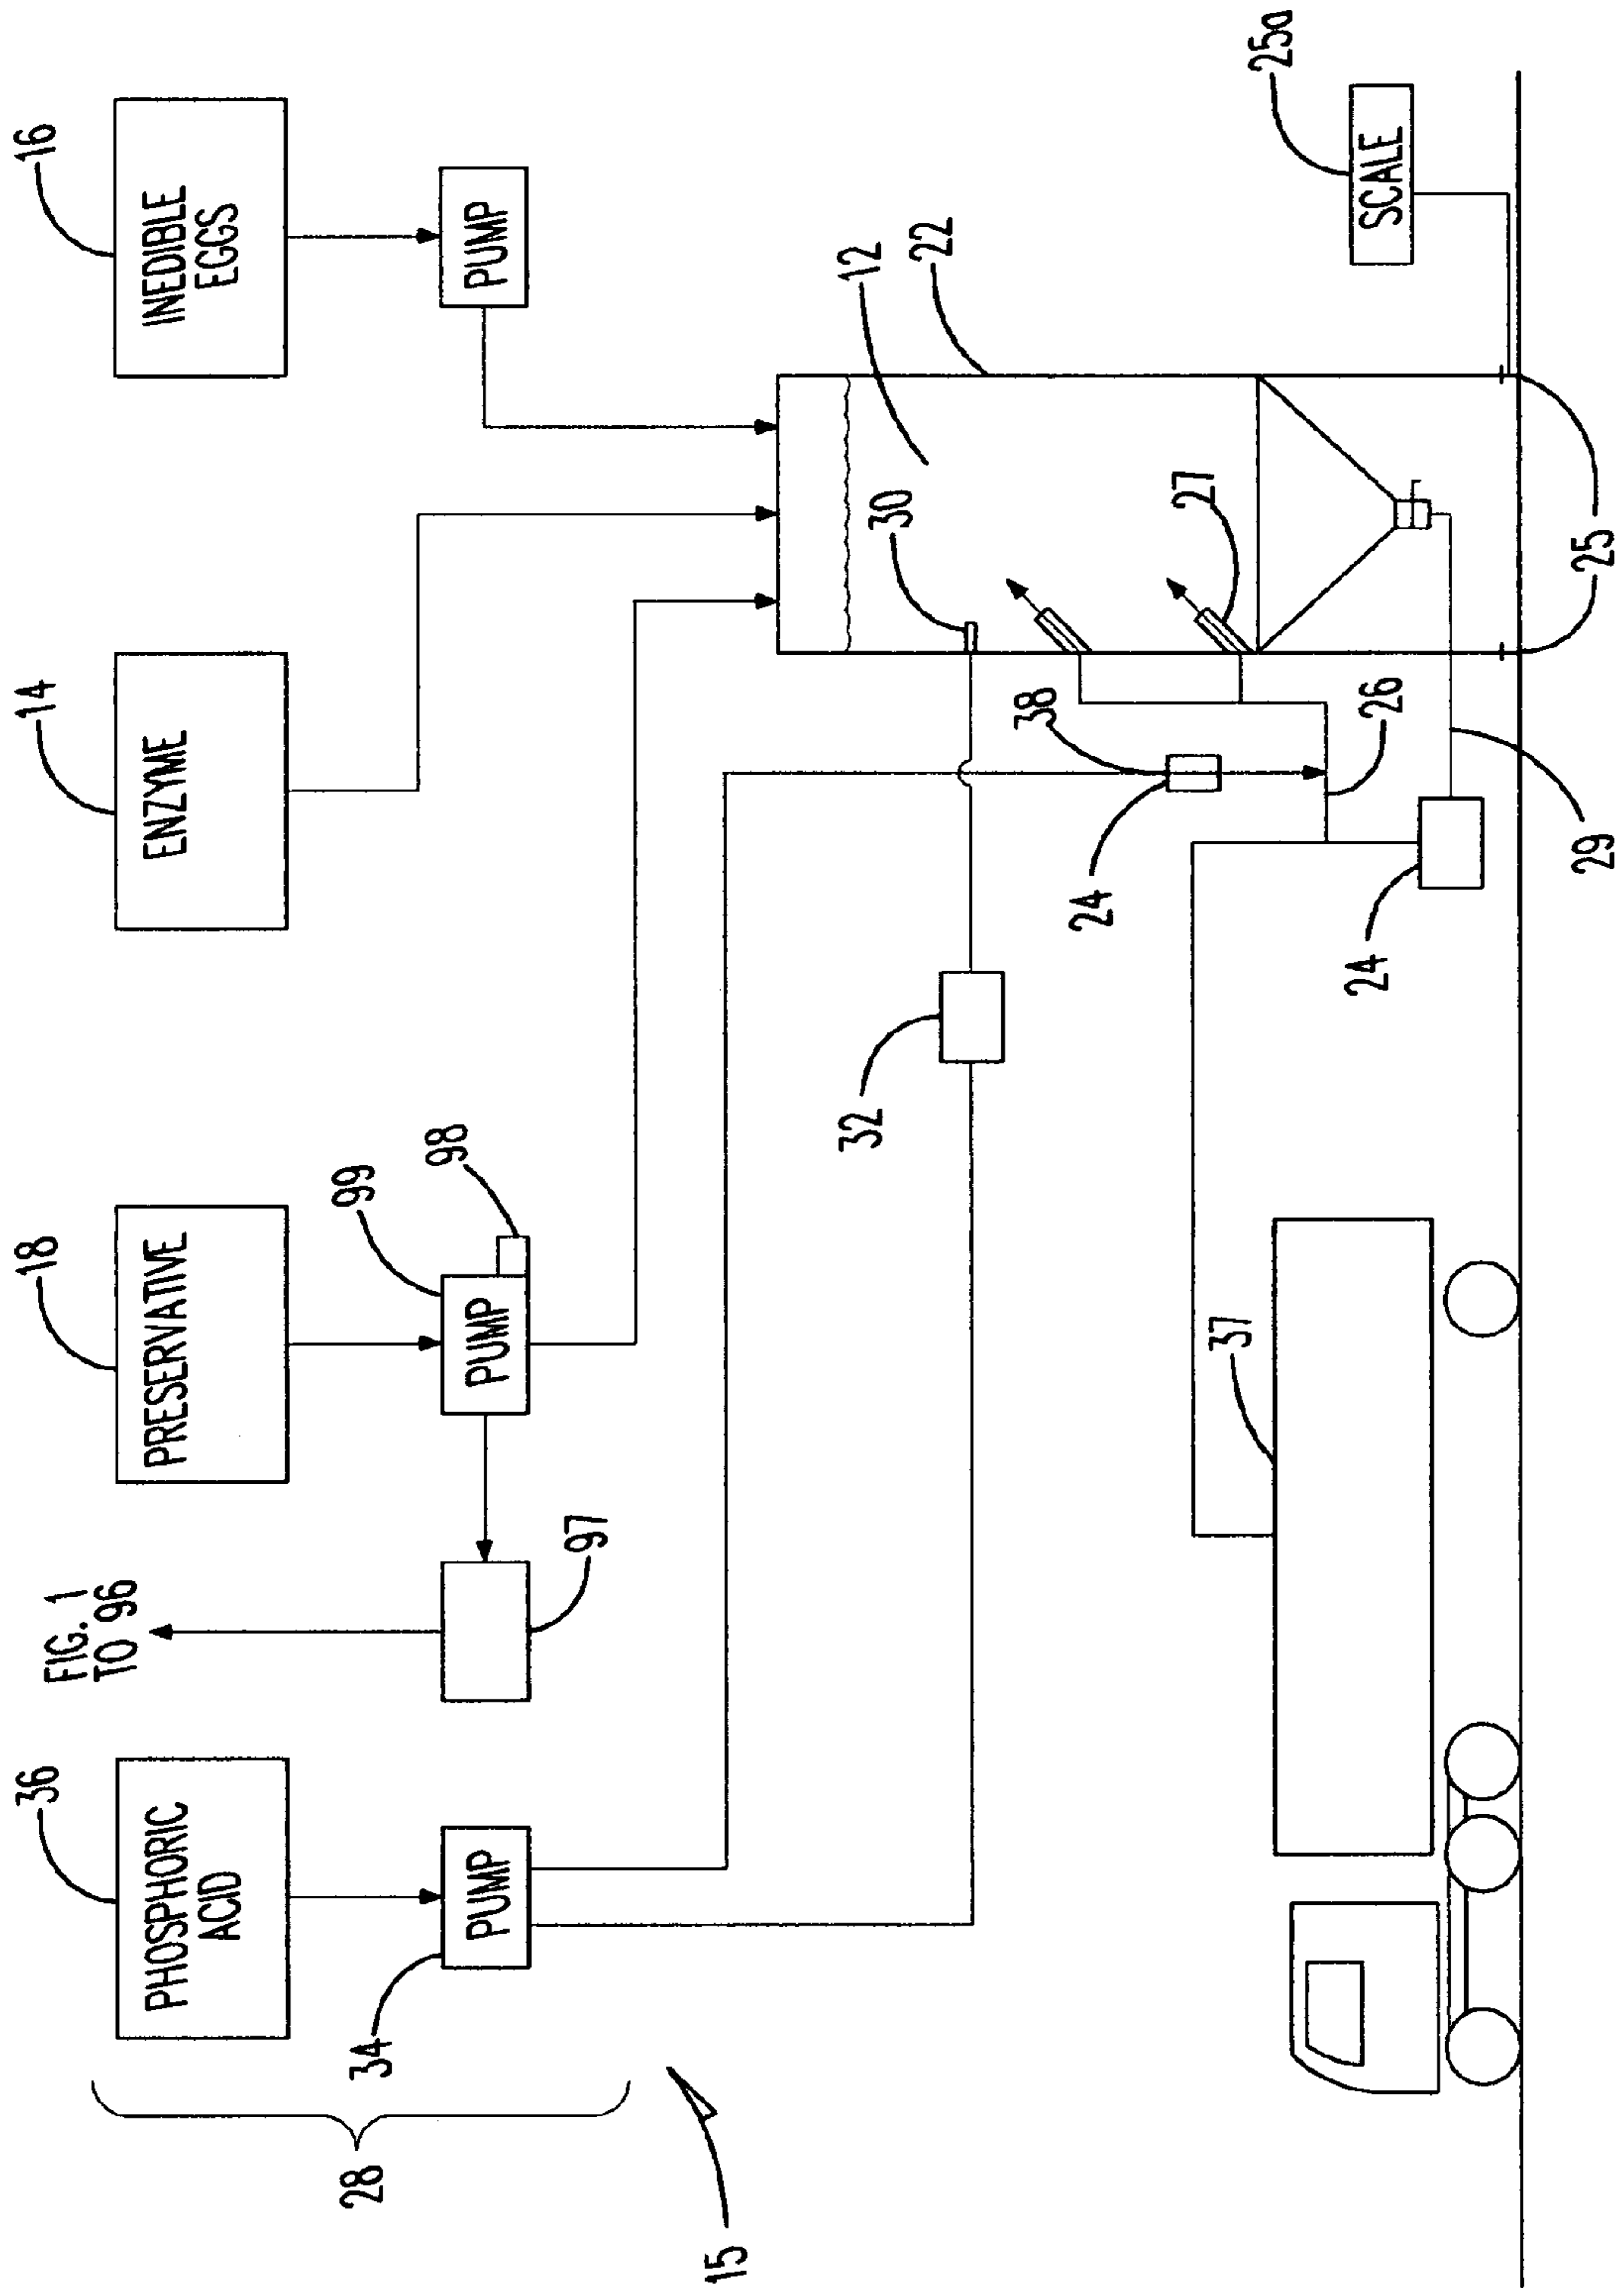 36
PHOSPHORIC
ACID
34
PUMP
28
15
FIG. 1
TO 96
97
18
PRESERVATIVE
99
PUMP
98
14
ENZYME
16
INEDIBLE
EGGS
PUMP
32
30
12
22
38
24
27
26
37
24
29
25
25a
SCALE